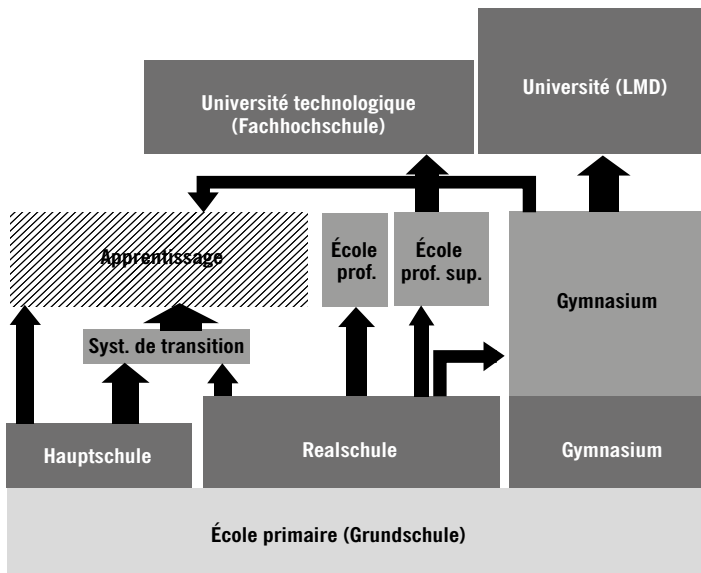 Université (LMD)
Université technologique
(Fachhochschule)
Apprentissage
École
prof.
École
prof. sup.
Gymnasium
Syst. de transition
Hauptschule
Realschule
Gymnasium
École primaire (Grundschule)